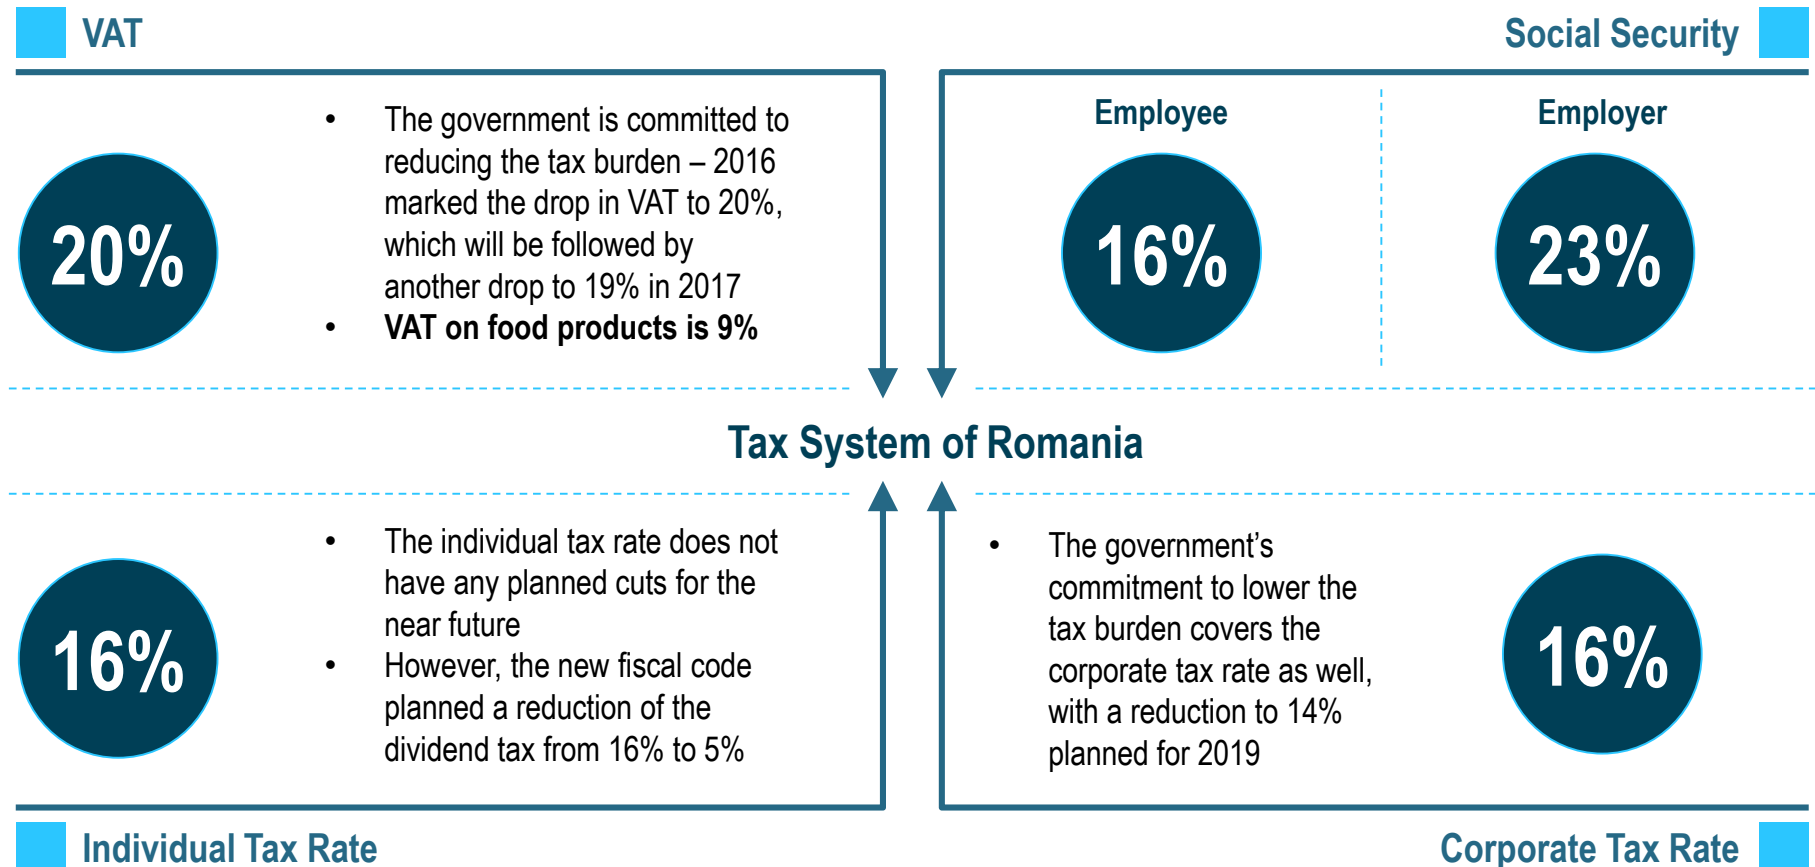 VAT
20%
• The government is committed to
reducing the tax burden – 2016
marked the drop in VAT to 20%,
which will be followed by
another drop to 19% in 2017
• VAT on food products is 9%
Social Security
Employee
16%
Employer
23%
Tax System of Romania
16%
• The individual tax rate does not
have any planned cuts for the
near future
• However, the new fiscal code
planned a reduction of the
dividend tax from 16% to 5%
Individual Tax Rate
• The government’s
commitment to lower the
tax burden covers the
corporate tax rate as well,
with a reduction to 14%
planned for 2019
16%
Corporate Tax Rate